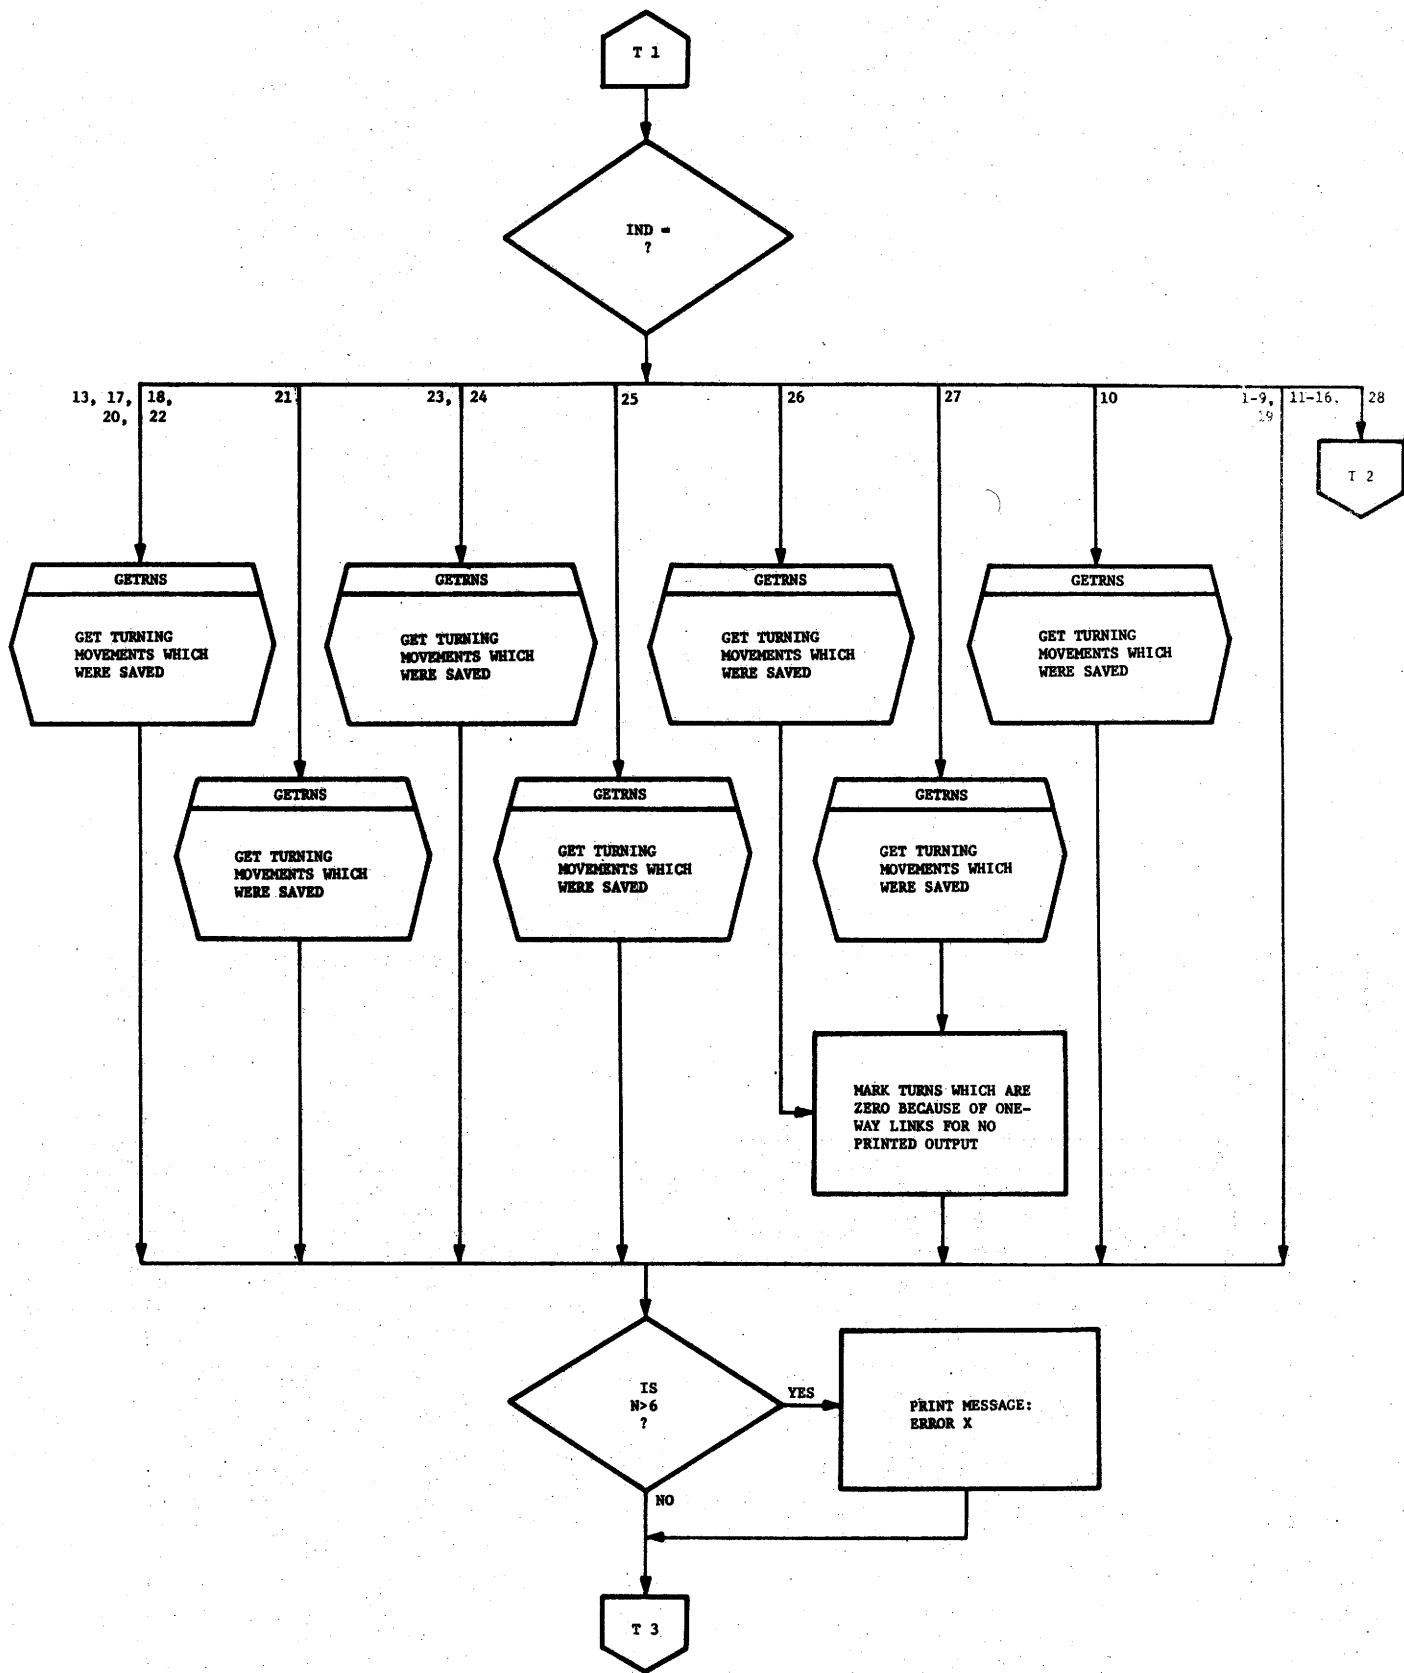 T 1
IND =
?
13, 17, 18,
20, 22
21
23, 24
25
26
27
10
1-9, 11-16,
29
28
T 2
GETRNS
GET TURNING
MOVEMENTS WHICH
WERE SAVED
GETRNS
GET TURNING
MOVEMENTS WHICH
WERE SAVED
GETRNS
GET TURNING
MOVEMENTS WHICH
WERE SAVED
GETRNS
GET TURNING
MOVEMENTS WHICH
WERE SAVED
GETRNS
GET TURNING
MOVEMENTS WHICH
WERE SAVED
GETRNS
GET TURNING
MOVEMENTS WHICH
WERE SAVED
GETRNS
GET TURNING
MOVEMENTS WHICH
WERE SAVED
MARK TURNS WHICH ARE
ZERO BECAUSE OF ONE-
WAY LINKS FOR NO
PRINTED OUTPUT
IS
N>6
?
YES
PRINT MESSAGE:
ERROR X
NO
T 3